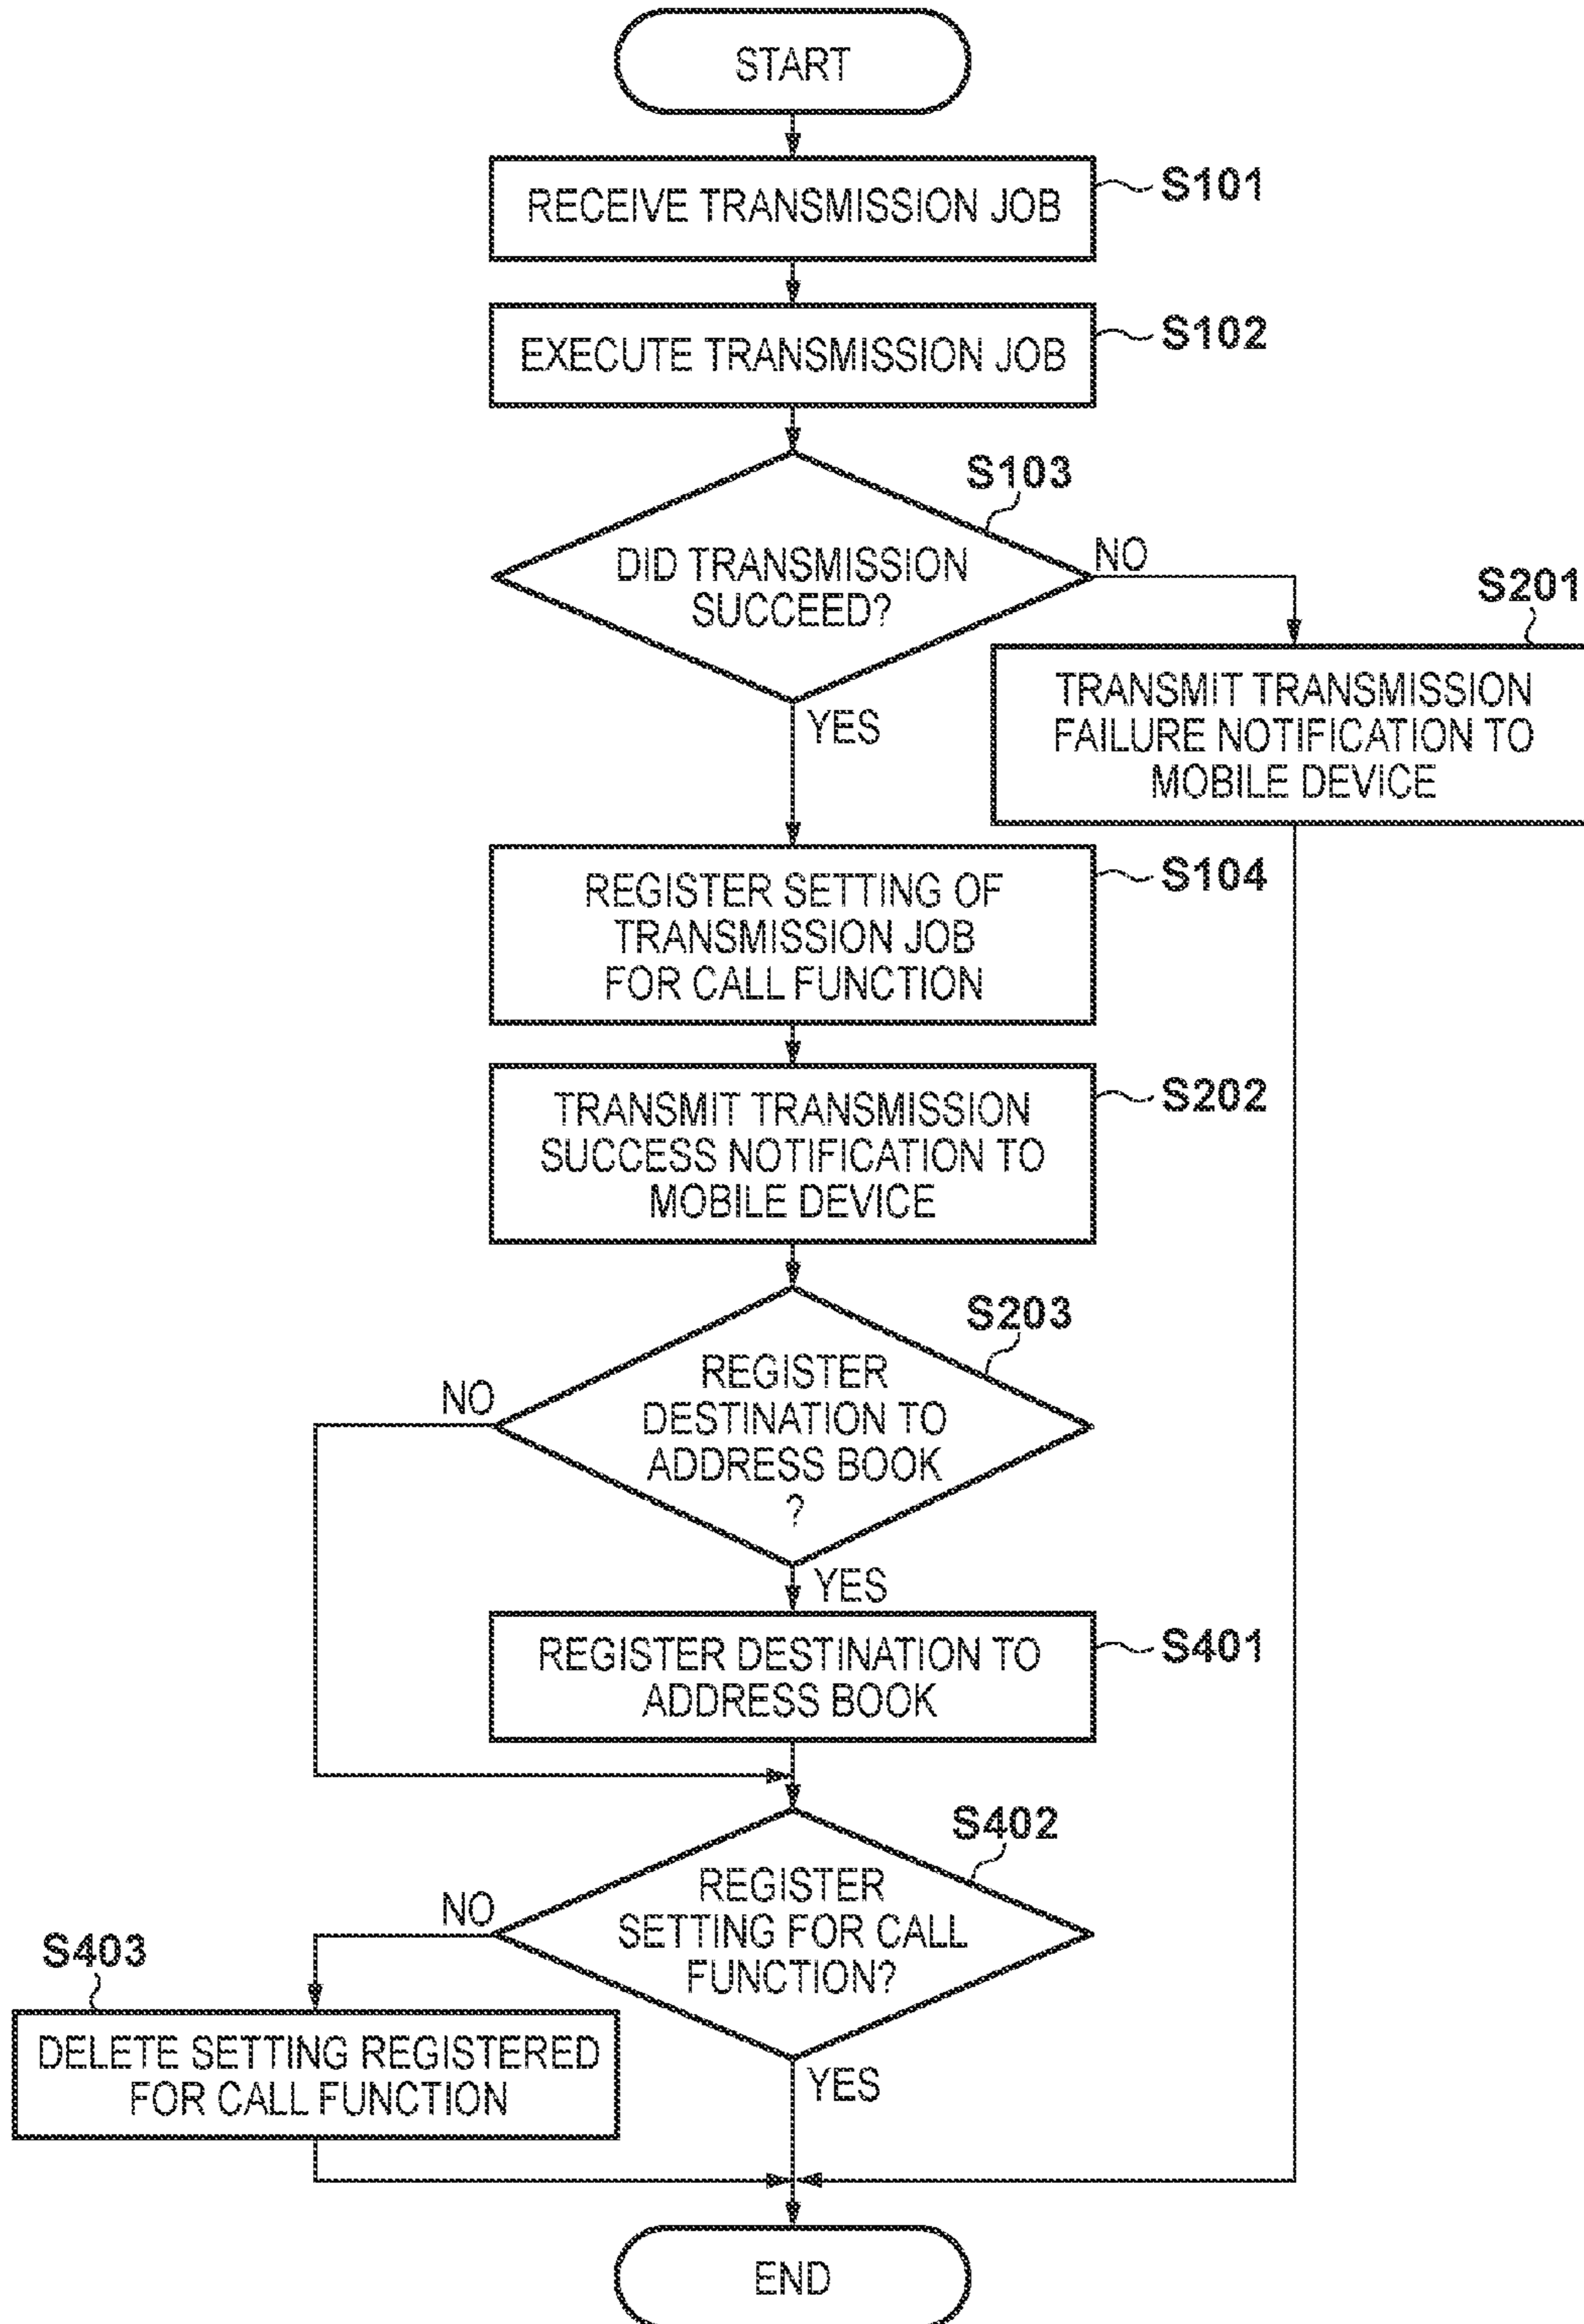 START
RECEIVE TRANSMISSION JOB
S101
EXECUTE TRANSMISSION JOB
S102
S103
DID TRANSMISSION
SUCCEED?
NO
YES
S201
TRANSMIT TRANSMISSION
FAILURE NOTIFICATION TO
MOBILE DEVICE
REGISTER SETTING OF
TRANSMISSION JOB
FOR CALL FUNCTION
S104
TRANSMIT TRANSMISSION
SUCCESS NOTIFICATION TO
MOBILE DEVICE
S202
S203
REGISTER
DESTINATION TO
ADDRESS BOOK
?
NO
YES
REGISTER DESTINATION TO
ADDRESS BOOK
S401
S402
REGISTER
SETTING FOR CALL
FUNCTION?
NO
YES
S403
DELETE SETTING REGISTERED
FOR CALL FUNCTION
END